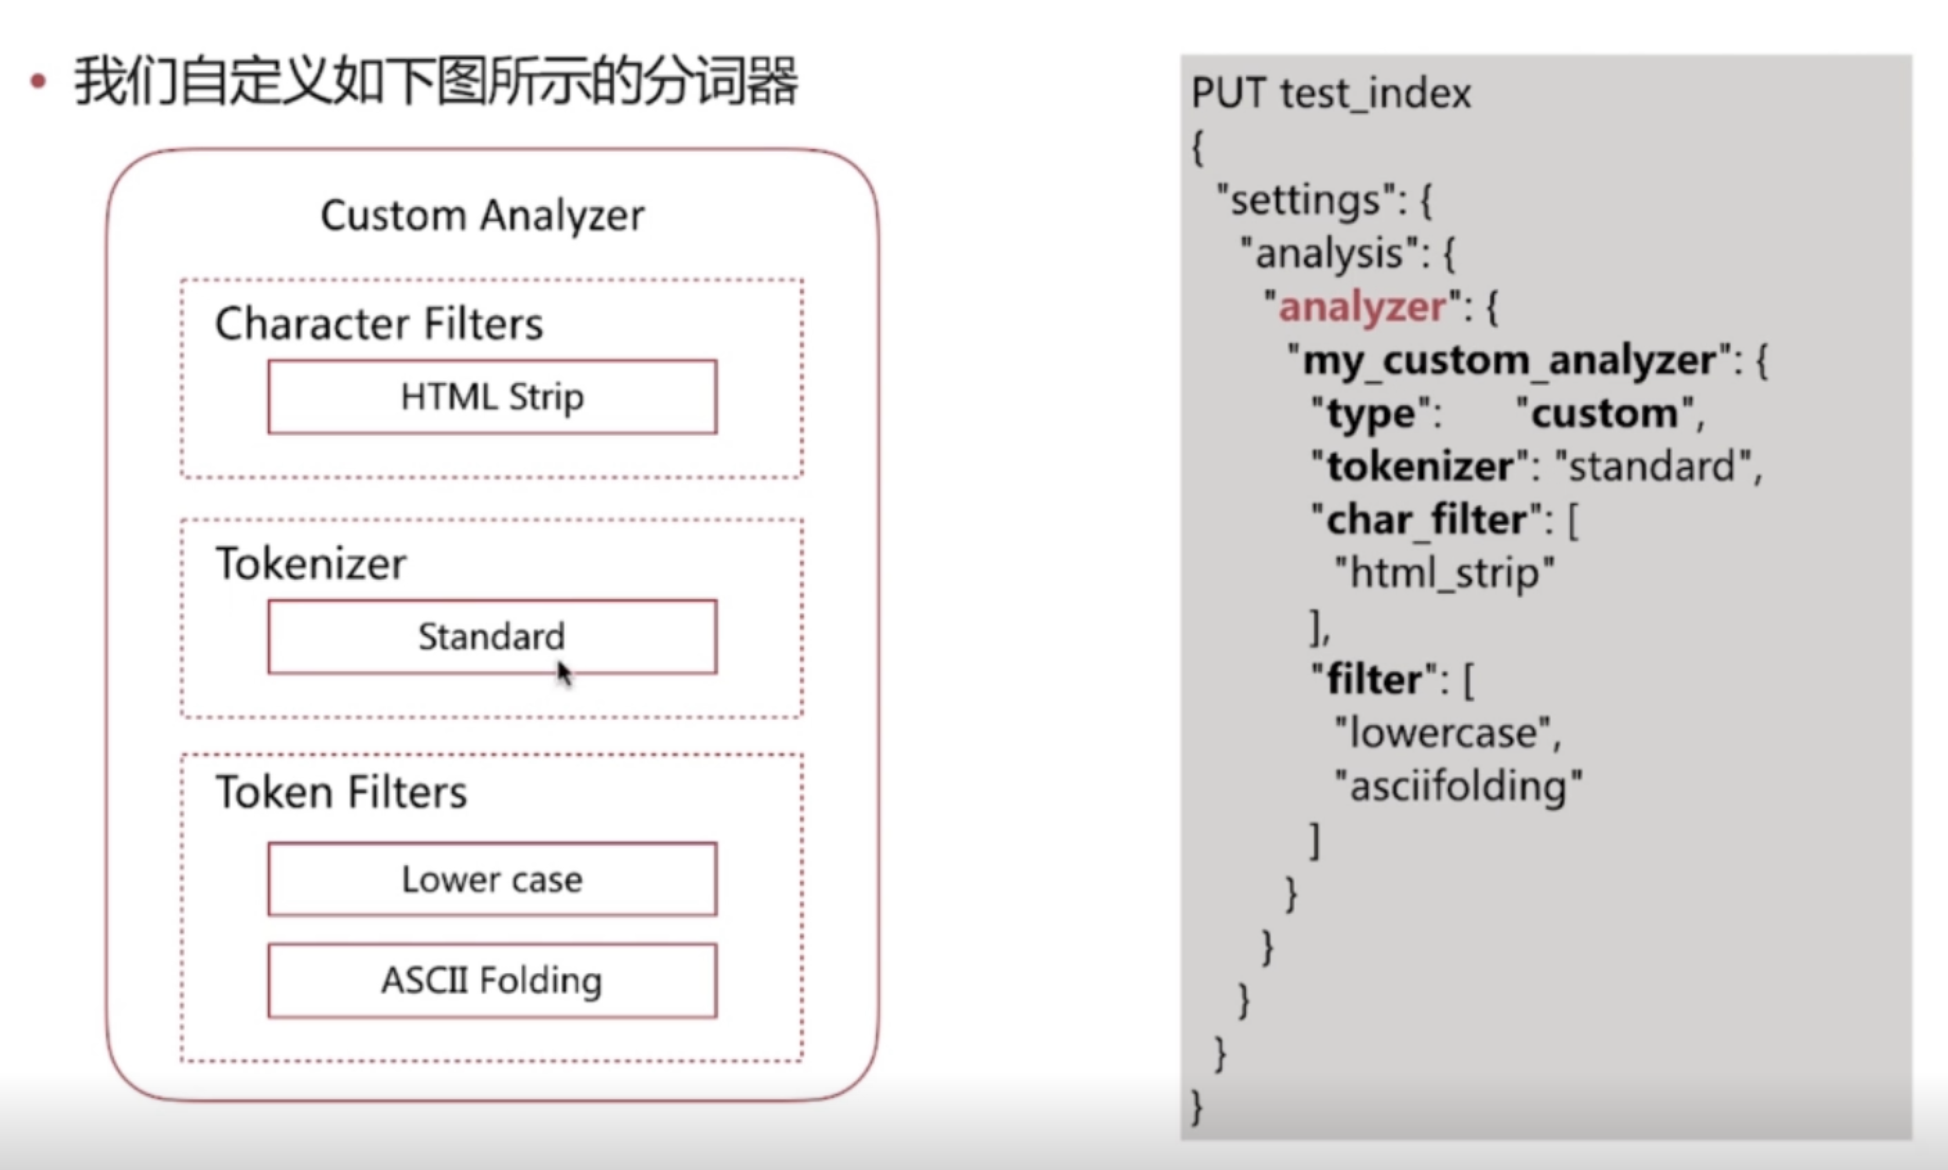 • 我们自定义如下图所示的分词器
Custom Analyzer
Character Filters
HTML Strip
Tokenizer
Standard
Token Filters
Lower case
ASCII Folding
PUT test_index
{
"settings": {
"analysis": {
"analyzer": {
"my_custom_analyzer": {
"type": "custom",
"tokenizer": "standard",
"char_filter": [
"html_strip"
],
"filter": [
"lowercase",
"asciifolding"
]
}
}
}
}
}